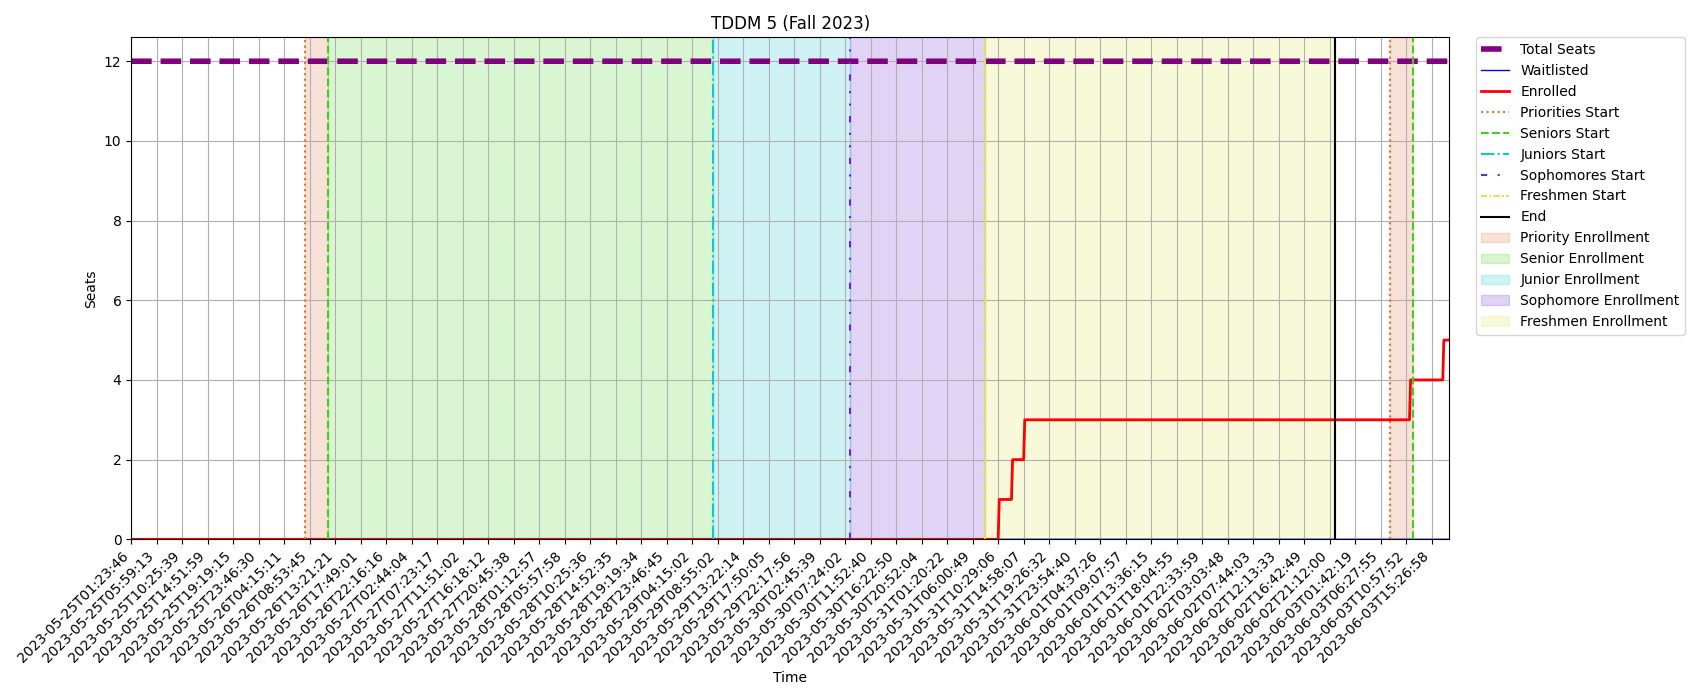 TDDM 5 (Fall 2023)
12
10
8
6
4
2
0
Seats
2023-05-25T01:23:46
2023-05-25T05:59:13
2023-05-25T10:25:39
2023-05-25T14:51:59
2023-05-25T19:19:15
2023-05-25T23:46:30
2023-05-26T04:15:11
2023-05-26T08:53:45
2023-05-26T13:21:21
2023-05-26T17:49:01
2023-05-26T22:16:16
2023-05-27T02:44:04
2023-05-27T07:23:17
2023-05-27T11:51:02
2023-05-27T16:18:12
2023-05-27T20:45:38
2023-05-28T01:12:57
2023-05-28T05:57:58
2023-05-28T10:25:36
2023-05-28T14:52:35
2023-05-28T19:19:34
2023-05-28T23:46:45
2023-05-29T04:15:02
2023-05-29T08:55:02
2023-05-29T13:22:14
2023-05-29T17:50:05
2023-05-29T22:17:56
2023-05-30T02:45:39
2023-05-30T07:24:02
2023-05-30T11:52:40
2023-05-30T16:22:50
2023-05-30T20:52:04
2023-05-31T01:20:22
2023-05-31T06:00:49
2023-05-31T10:29:06
2023-05-31T14:58:07
2023-05-31T19:26:32
2023-05-31T23:54:40
2023-06-01T04:37:26
2023-06-01T09:07:57
2023-06-01T13:36:15
2023-06-01T18:04:55
2023-06-01T22:33:59
2023-06-02T03:03:48
2023-06-02T07:44:03
2023-06-02T12:13:33
2023-06-02T16:42:49
2023-06-02T21:12:00
2023-06-03T01:42:19
2023-06-03T06:27:55
2023-06-03T10:57:52
2023-06-03T15:26:58
Time
Total Seats
Waitlisted
Enrolled
Priorities Start
Seniors Start
Juniors Start
Sophomores Start
Freshmen Start
End
Priority Enrollment
Senior Enrollment
Junior Enrollment
Sophomore Enrollment
Freshmen Enrollment